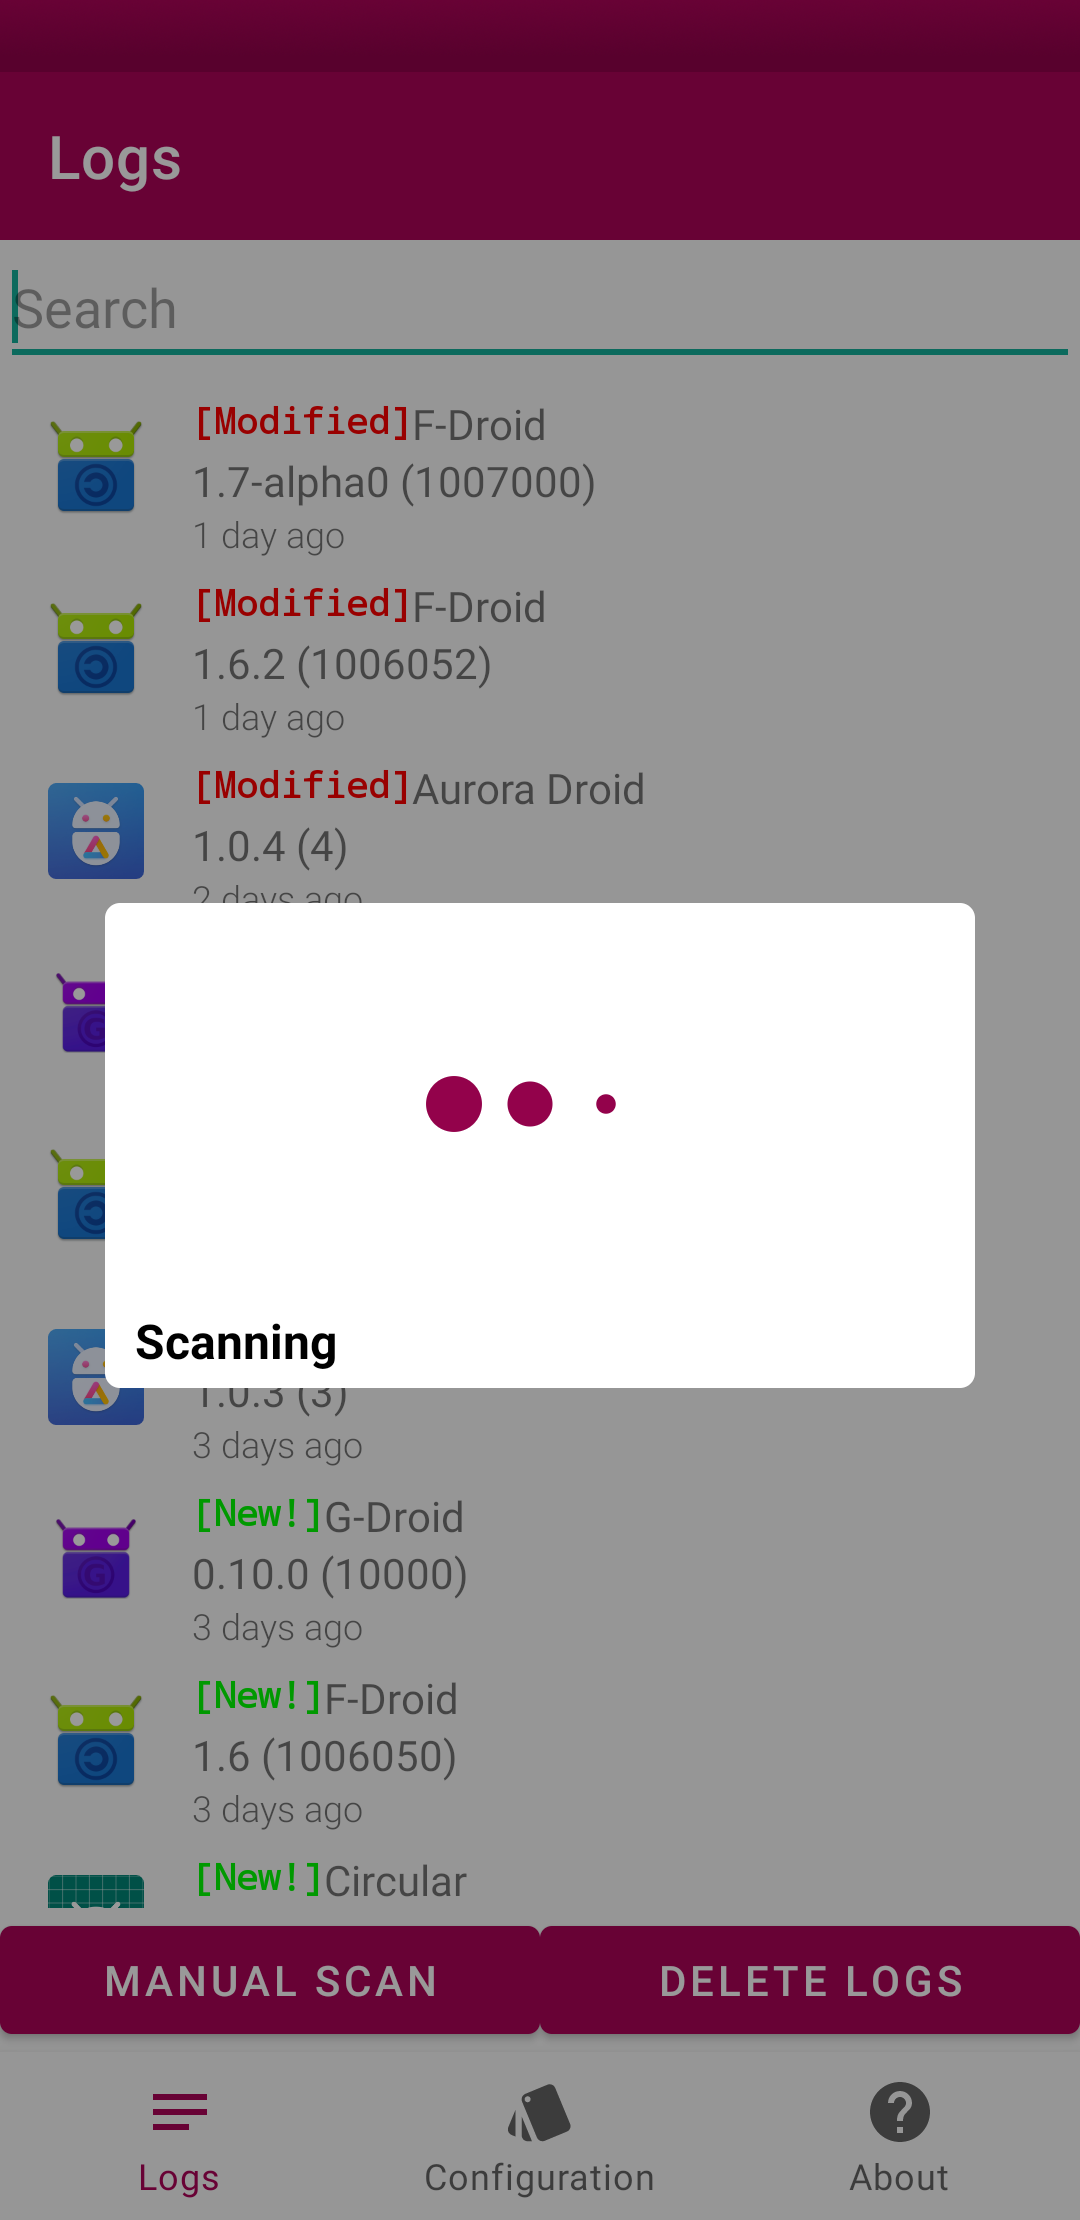 Logs
Search
[Modified]F-Droid
1.7-alpha0 (1007000)
1 day ago
[Modified]F-Droid
1.6.2 (1006052)
1 day ago
[Modified]Aurora Droid
1.0.4 (4)
2 days ago
Scanning
1.0.3 (3)
3 days ago
[New!]G-Droid
0.10.0 (10000)
3 days ago
[New!]F-Droid
1.6 (1006050)
3 days ago
[New!]Circular
MANUAL SCAN
DELETE LOGS
Logs
Configuration
About